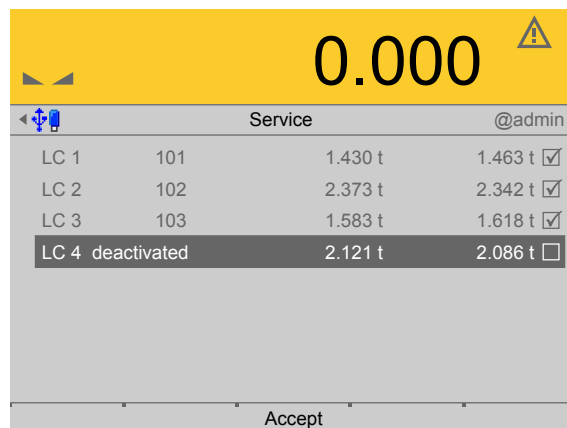 0.000
Service @admin
LC 1 101 1.430 t 1.463 t
LC 2 102 2.373 t 2.342 t
LC 3 103 1.583 t 1.618 t
LC 4 deactivated 2.121 t 2.086 t
Accept